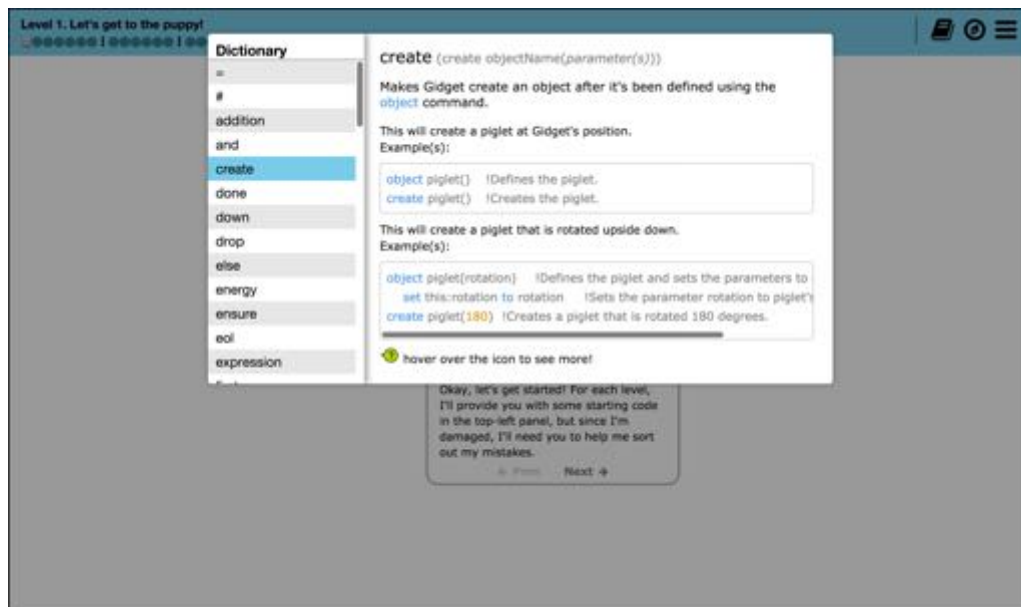 Level 1. Let's get to the puppy!
Dictionary
=
#
addition
and
create
done
down
drop
else
energy
ensure
eol
expression
create (create objectName(parameter(s)))
Makes Gidget create an object after it's been defined using the
object command.
This will create a piglet at Gidget's position.
Example(s):
object piglet() !Defines the piglet.
create piglet() !Creates the piglet.
This will create a piglet that is rotated upside down.
Example(s):
object piglet(rotation) !Defines the piglet and sets the parameters to
set this:rotation to rotation !Sets the parameter rotation to piglet's
create piglet(180) !Creates a piglet that is rotated 180 degrees.
? hover over the icon to see more!
Okay, let's get started! For each level,
I'll provide you with some starting code
in the top-left panel, but since I'm
damaged, I'll need you to help me sort
out my mistakes.
← Prev Next →